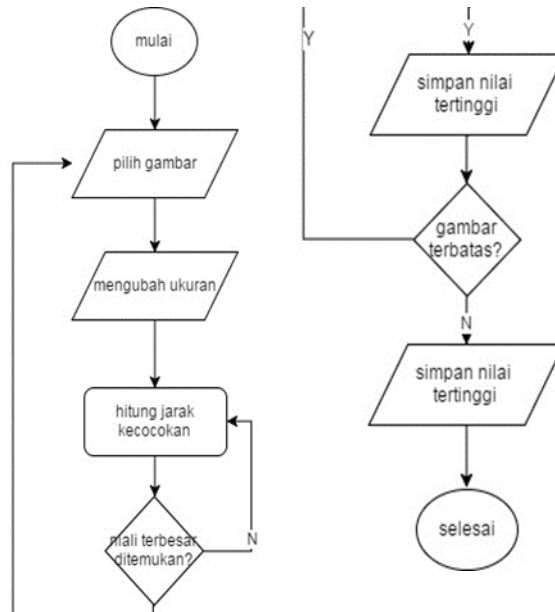 mulai
pilih gambar
mengubah ukuran
hitung jarak
kecocokan
N
terbesar
ditemukan?
Y
Y
simpan nilai
tertinggi
gambar
terbatas?
N
simpan nilai
tertinggi
selesai